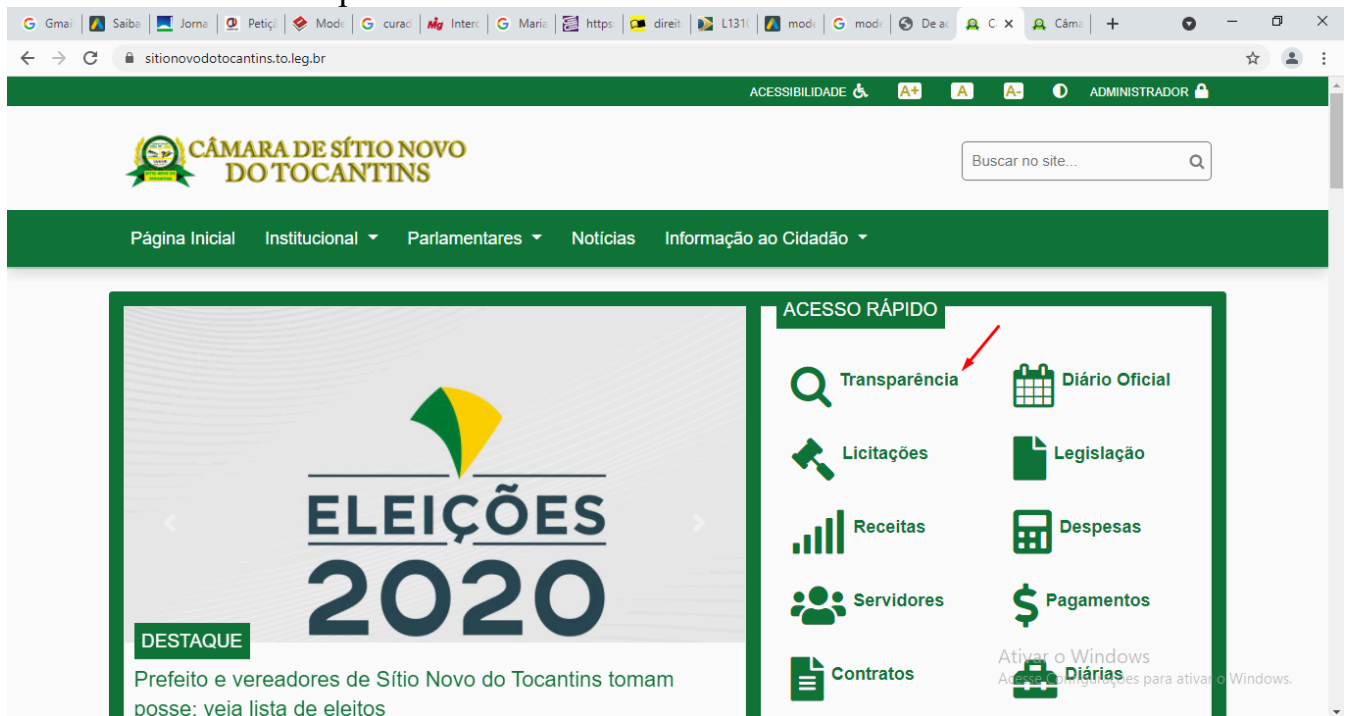 Gmai Saiba Jorna Petiçã Mode curad Mg Interc Maria https: direit L1310 mode mode De ac C Câma
sitionovodotocantins.to.leg.br
ACESSIBILIDADE A+ A A- ADMINISTRADOR
CÂMARA DE SÍTIO NOVO
DO TOCANTINS
Buscar no site...
Página Inicial Institucional Parlamentares Notícias Informação ao Cidadão
ACESSO RÁPIDO
Transparência Diário Oficial
Licitações Legislação
Receitas Despesas
Servidores Pagamentos
Contratos Diárias
ELEIÇÕES
2020
DESTAQUE
Prefeito e vereadores de Sítio Novo do Tocantins tomam
posse; veja lista de eleitos
Ativar o Windows
Acesse Configurações para ativar o Windows.